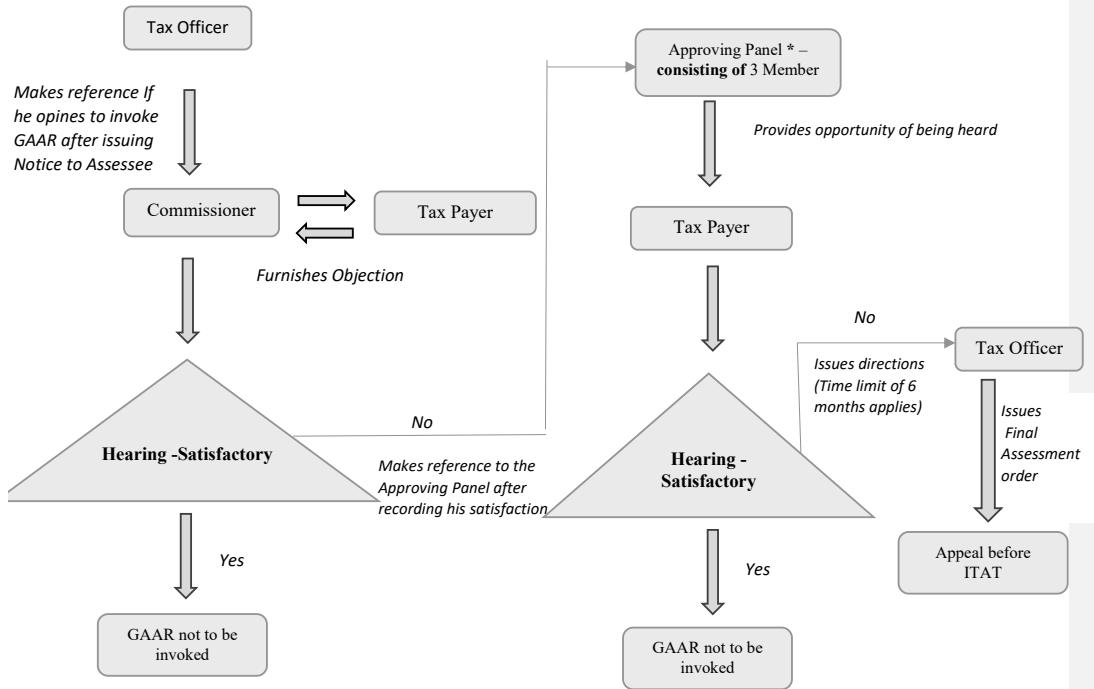 Tax Officer
Makes reference If
he opines to invoke
GAAR after issuing
Notice to Assessee
Commissioner
Tax Payer
Furnishes Objection
Hearing -Satisfactory
No
Makes reference to the
Approving Panel after
recording his satisfaction
Yes
GAAR not to be
invoked
Approving Panel * –
consisting of 3 Member
Provides opportunity of being heard
Tax Payer
Hearing -
Satisfactory
No
Issues directions
(Time limit of 6
months applies)
Tax Officer
Issues
Final
Assessment
order
Appeal before
ITAT
Yes
GAAR not to be
invoked